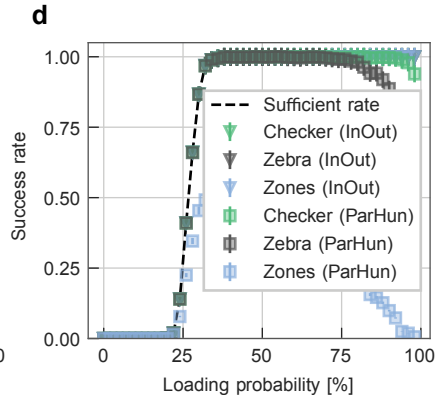 d
1.00
0.75
0.50
0.25
0.00
Success rate
Sufficient rate
Checker (InOut)
Zebra (InOut)
Zones (InOut)
Checker (ParHun)
Zebra (ParHun)
Zones (ParHun)
0 25 50 75 100
0
Loading probability [%]